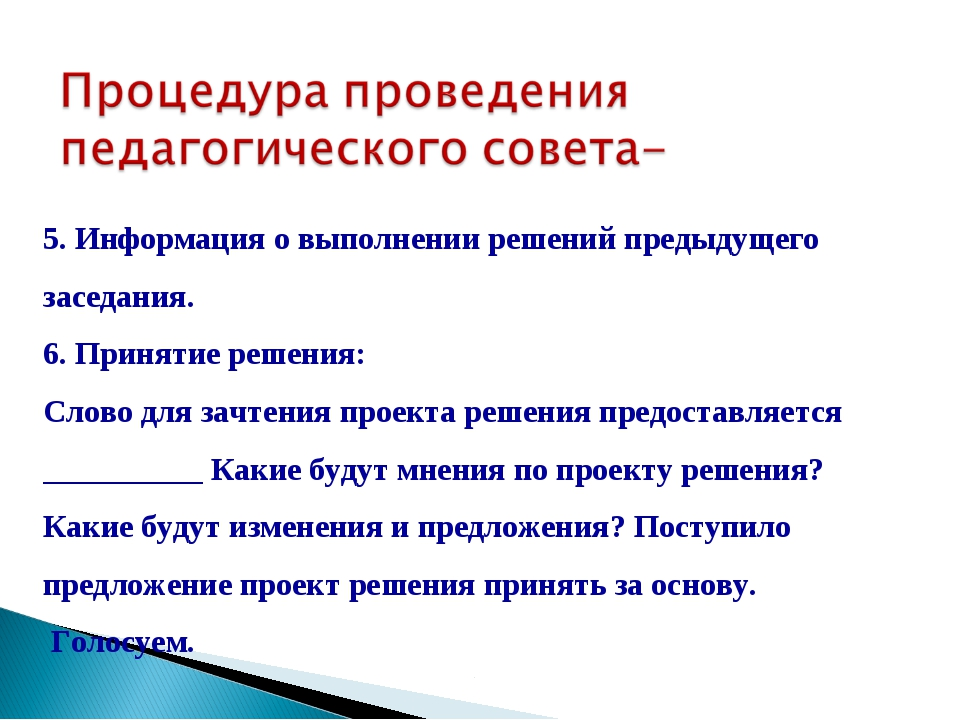 Процедура проведения
педагогического совета-
5. Информация о выполнении решений предыдущего
заседания.
6. Принятие решения:
Слово для зачтения проекта решения предоставляется
__________ Какие будут мнения по проекту решения?
Какие будут изменения и предложения? Поступило
предложение проект решения принять за основу.
Голосуем.